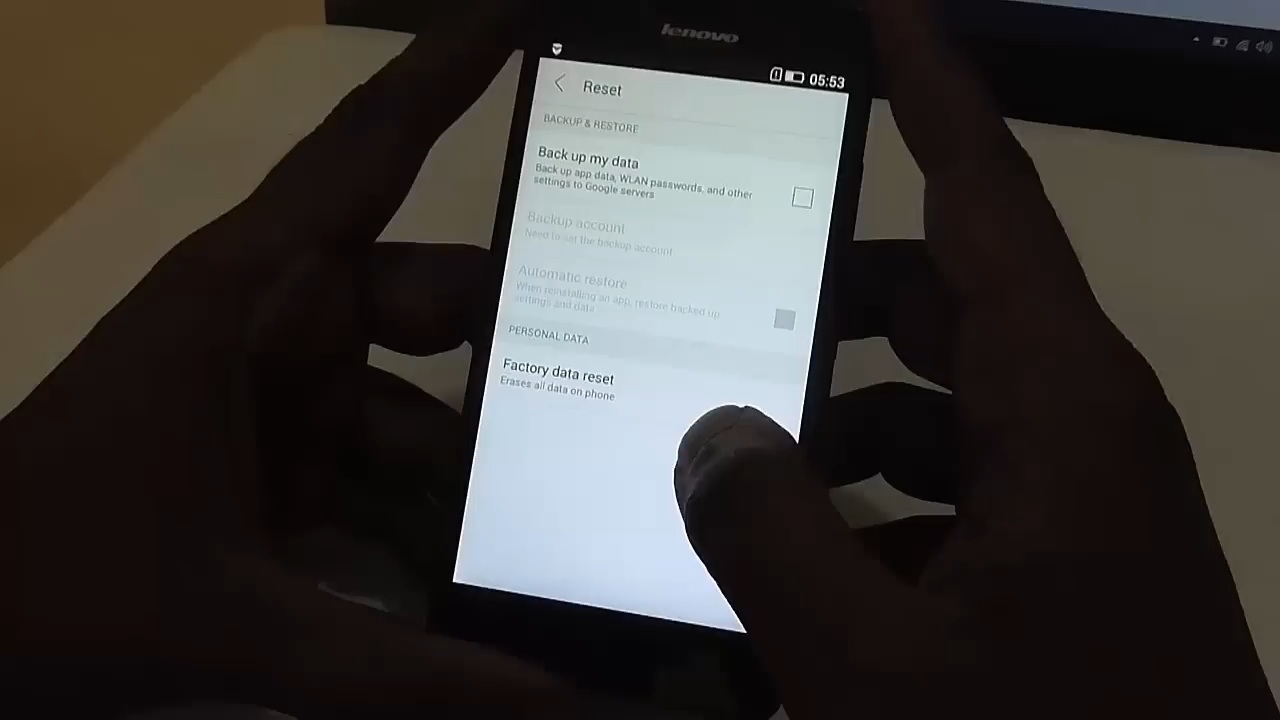 lenovo
05:53
Reset
BACKUP & RESTORE
Back up my data
Back up app data, WLAN passwords, and other
settings to Google servers
Backup account
Need to set the backup account
Automatic restore
When reinstalling an app, restore backed up
settings and data
PERSONAL DATA
Factory data reset
Erases all data on phone